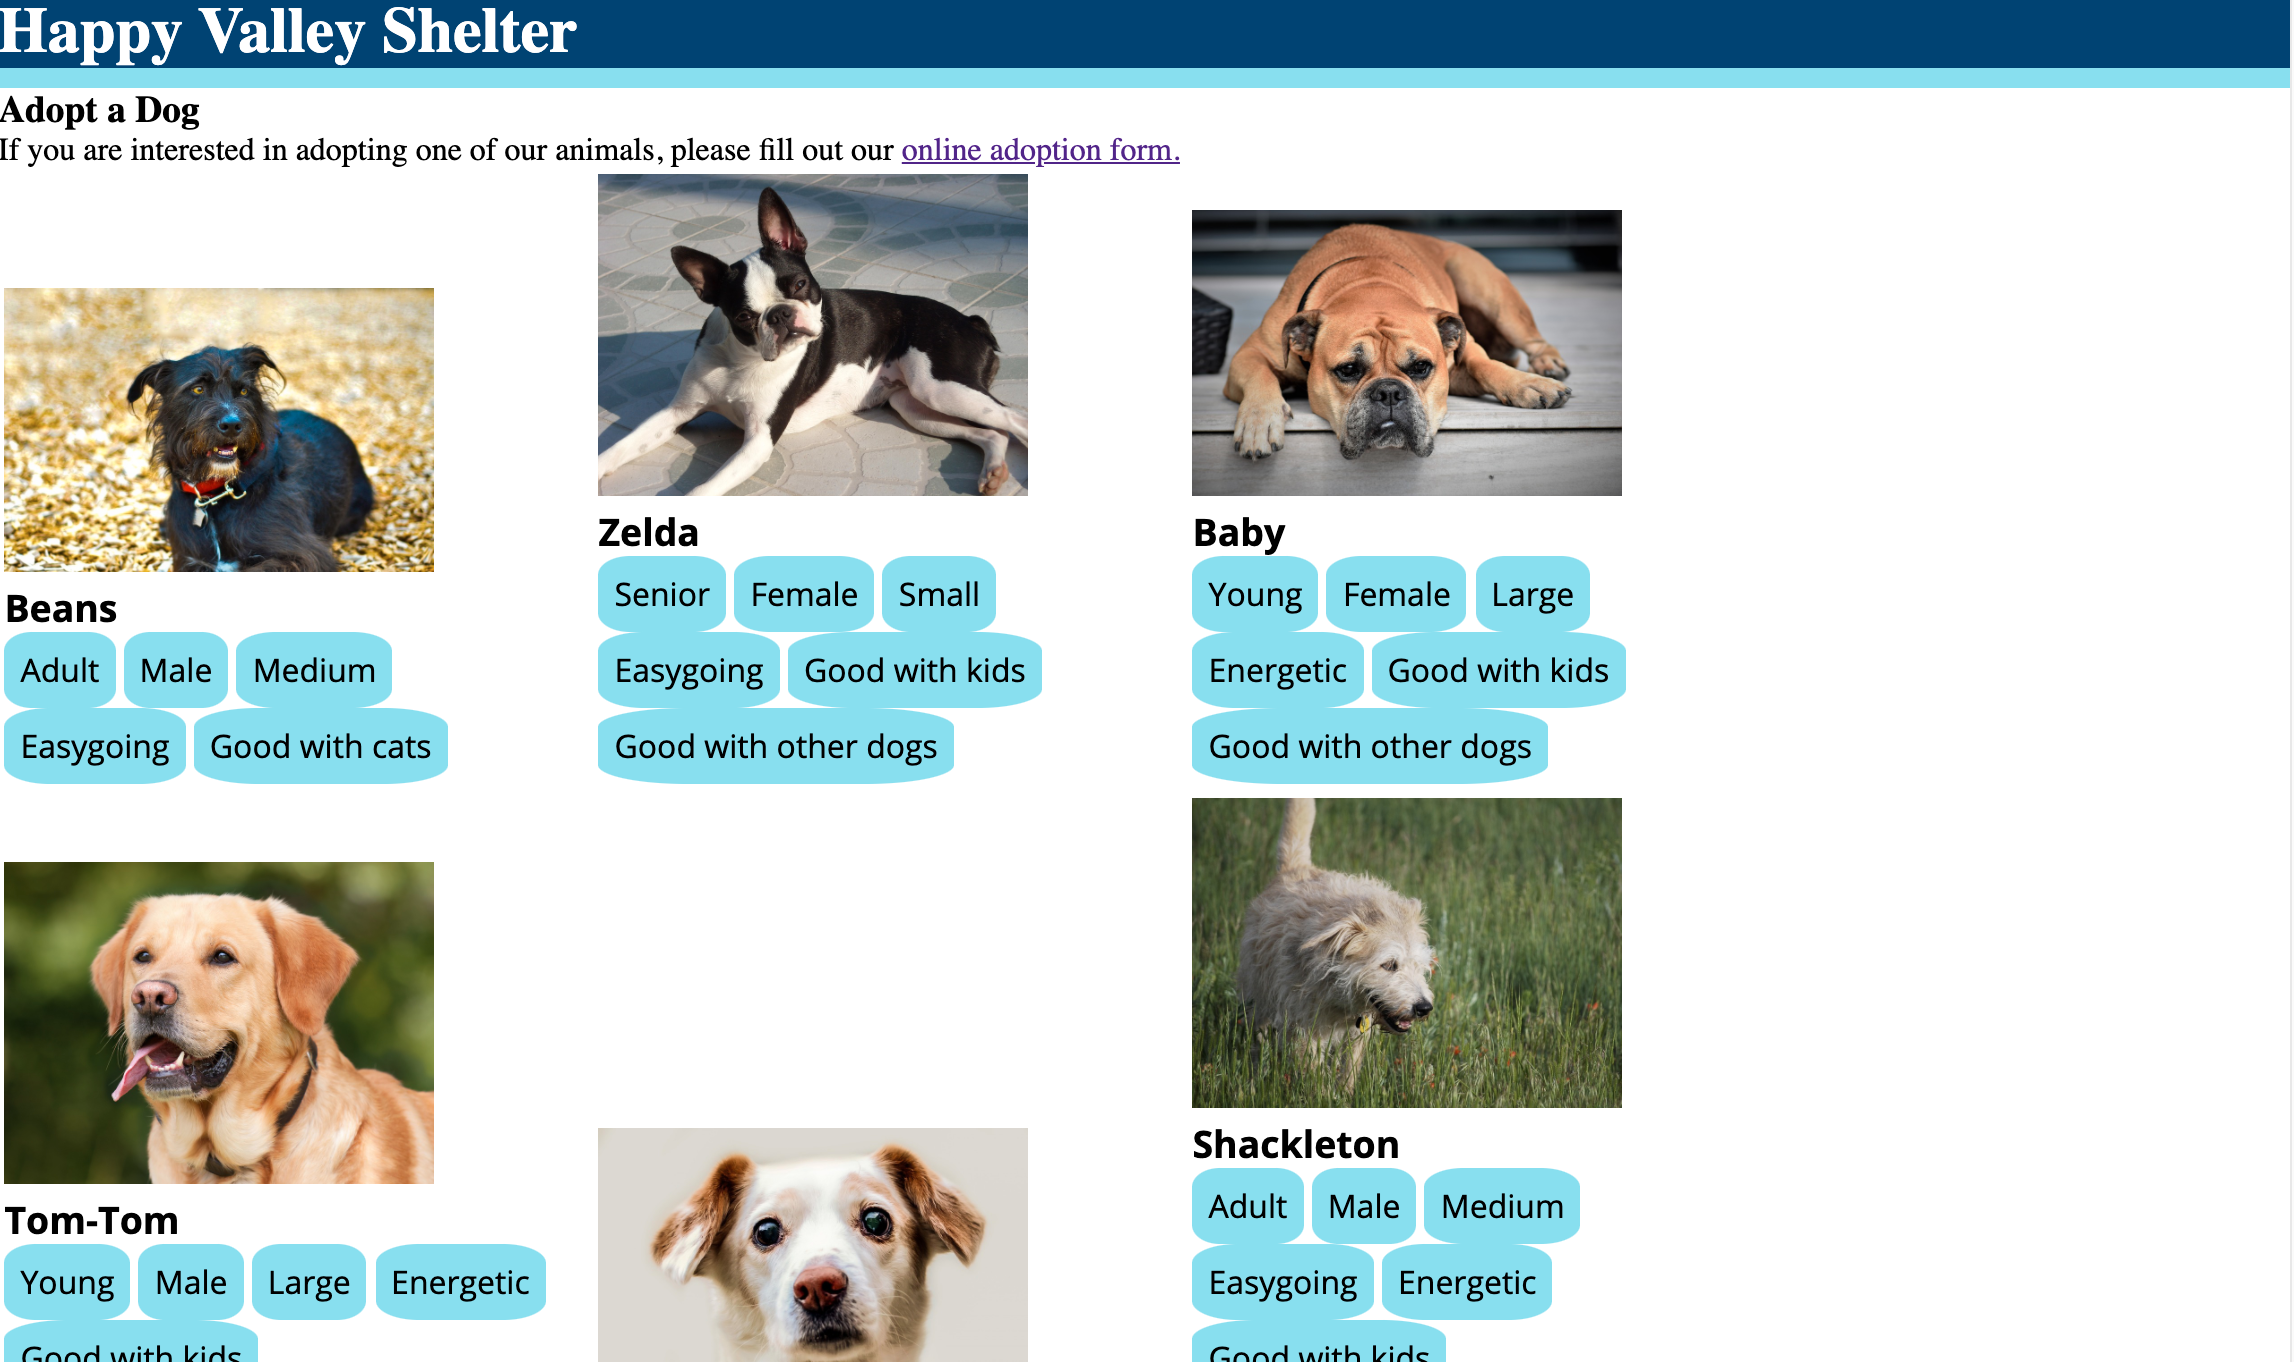 Happy Valley Shelter
Adopt a Dog
If you are interested in adopting one of our animals, please fill out our online adoption form.
Beans
Adult Male Medium
Easygoing Good with cats
Zelda
Senior Female Small
Easygoing Good with kids
Good with other dogs
Baby
Young Female Large
Energetic Good with kids
Good with other dogs
Tom-Tom
Young Male Large Energetic
Good with kids
Shackleton
Adult Male Medium
Easygoing Energetic
Good with kids